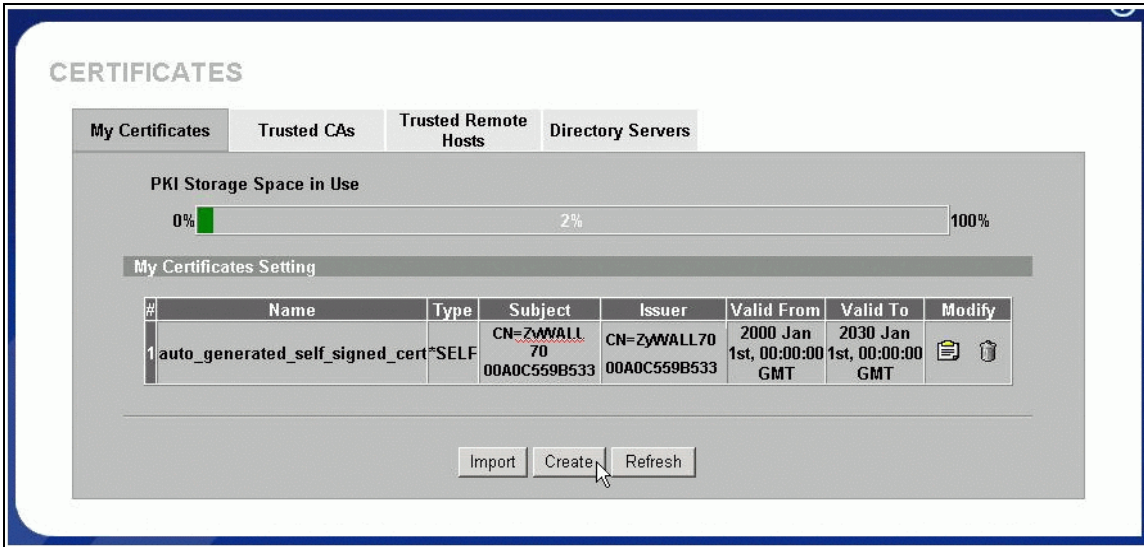 CERTIFICATES
My Certificates
Trusted CAs
Trusted Remote
Hosts
Directory Servers
PKI Storage Space in Use
0%
2%
100%
My Certificates Setting
# Name Type Subject Issuer Valid From Valid To Modify
1 auto_generated_self_signed_cert *SELF
CN=ZyWALL
70
00A0C559B533
CN=ZyWALL70
00A0C559B533
2000 Jan
1st, 00:00:00
GMT
2030 Jan
1st, 00:00:00
GMT
Import
Create
Refresh